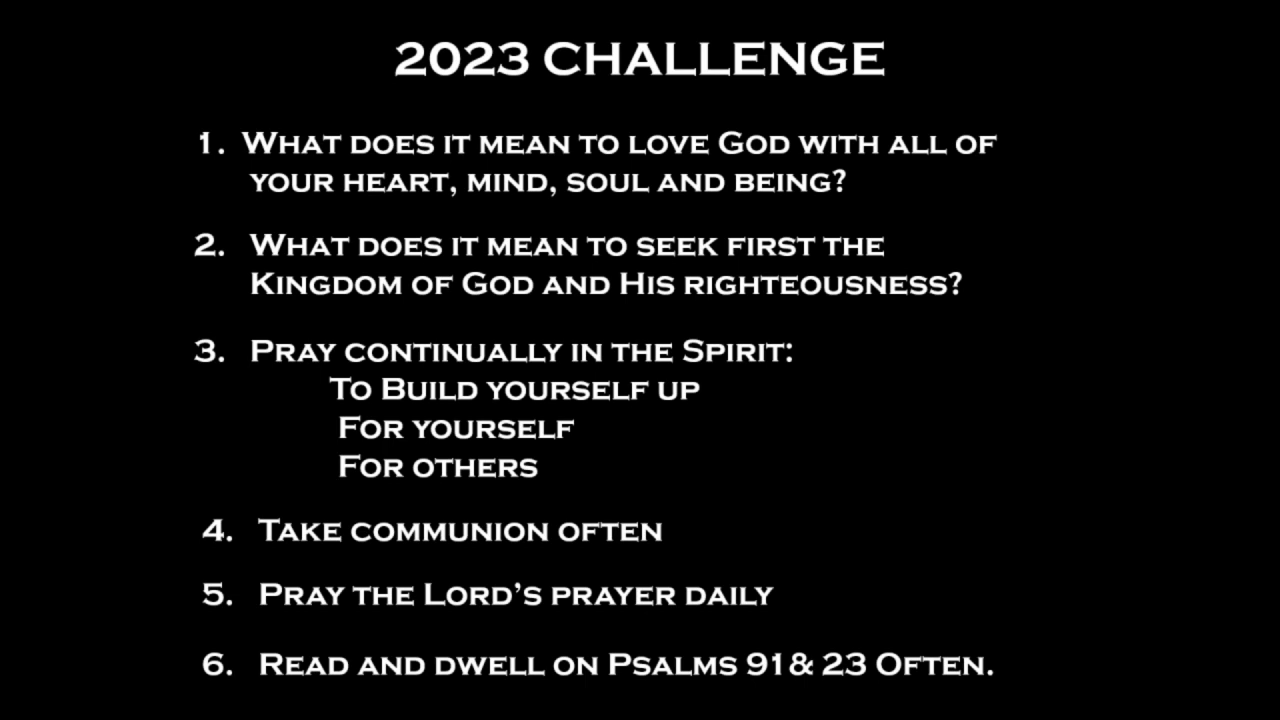 2023 CHALLENGE
1. WHAT DOES IT MEAN TO LOVE GOD WITH ALL OF
YOUR HEART, MIND, SOUL AND BEING?
2. WHAT DOES IT MEAN TO SEEK FIRST THE
KINGDOM OF GOD AND HIS RIGHTEOUSNESS?
3. PRAY CONTINUALLY IN THE SPIRIT:
TO BUILD YOURSELF UP
FOR YOURSELF
FOR OTHERS
4. TAKE COMMUNION OFTEN
5. PRAY THE LORD'S PRAYER DAILY
6. READ AND DWELL ON PSALMS 91& 23 OFTEN.